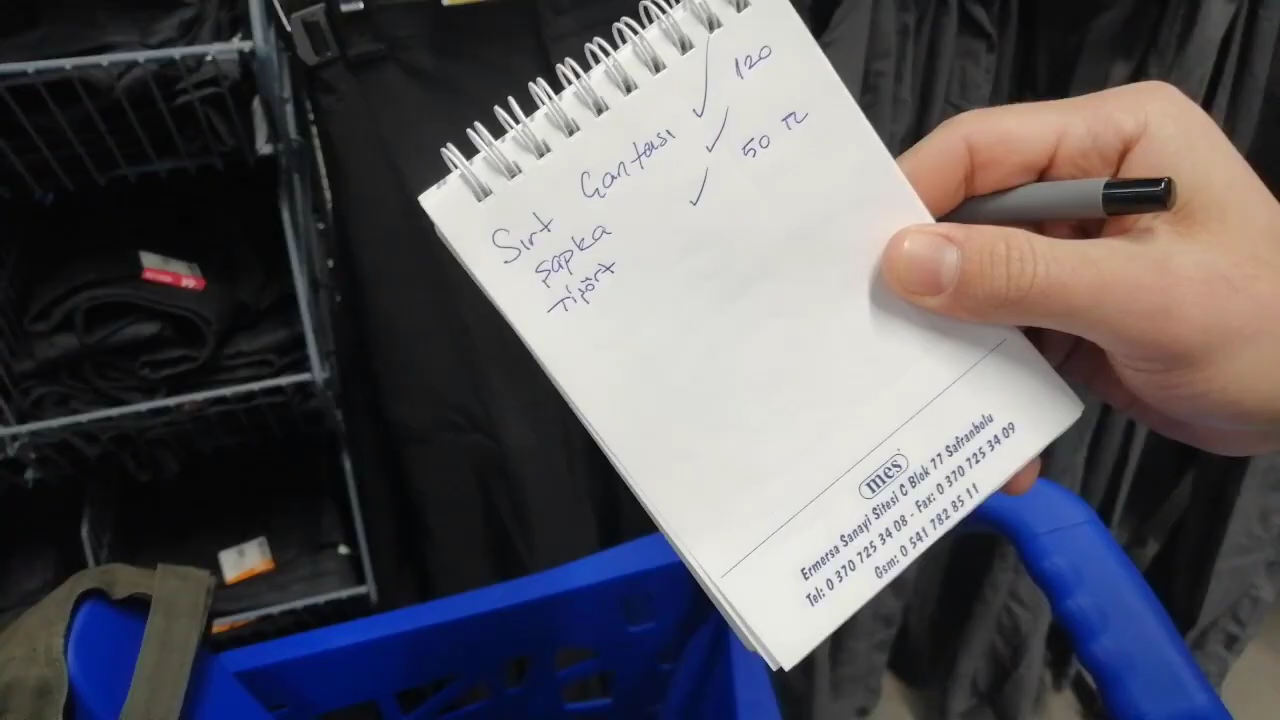 Sırt Çantası ✓ 120
şapka ✓ 50 TL
Tişört ✓
mes
Ermersa Sanayi Sitesi C Blok 77 Safranbolu
Tel: 0 370 725 34 08 - Fax: 0 370 725 34 09
Gsm: 0 541 782 85 11